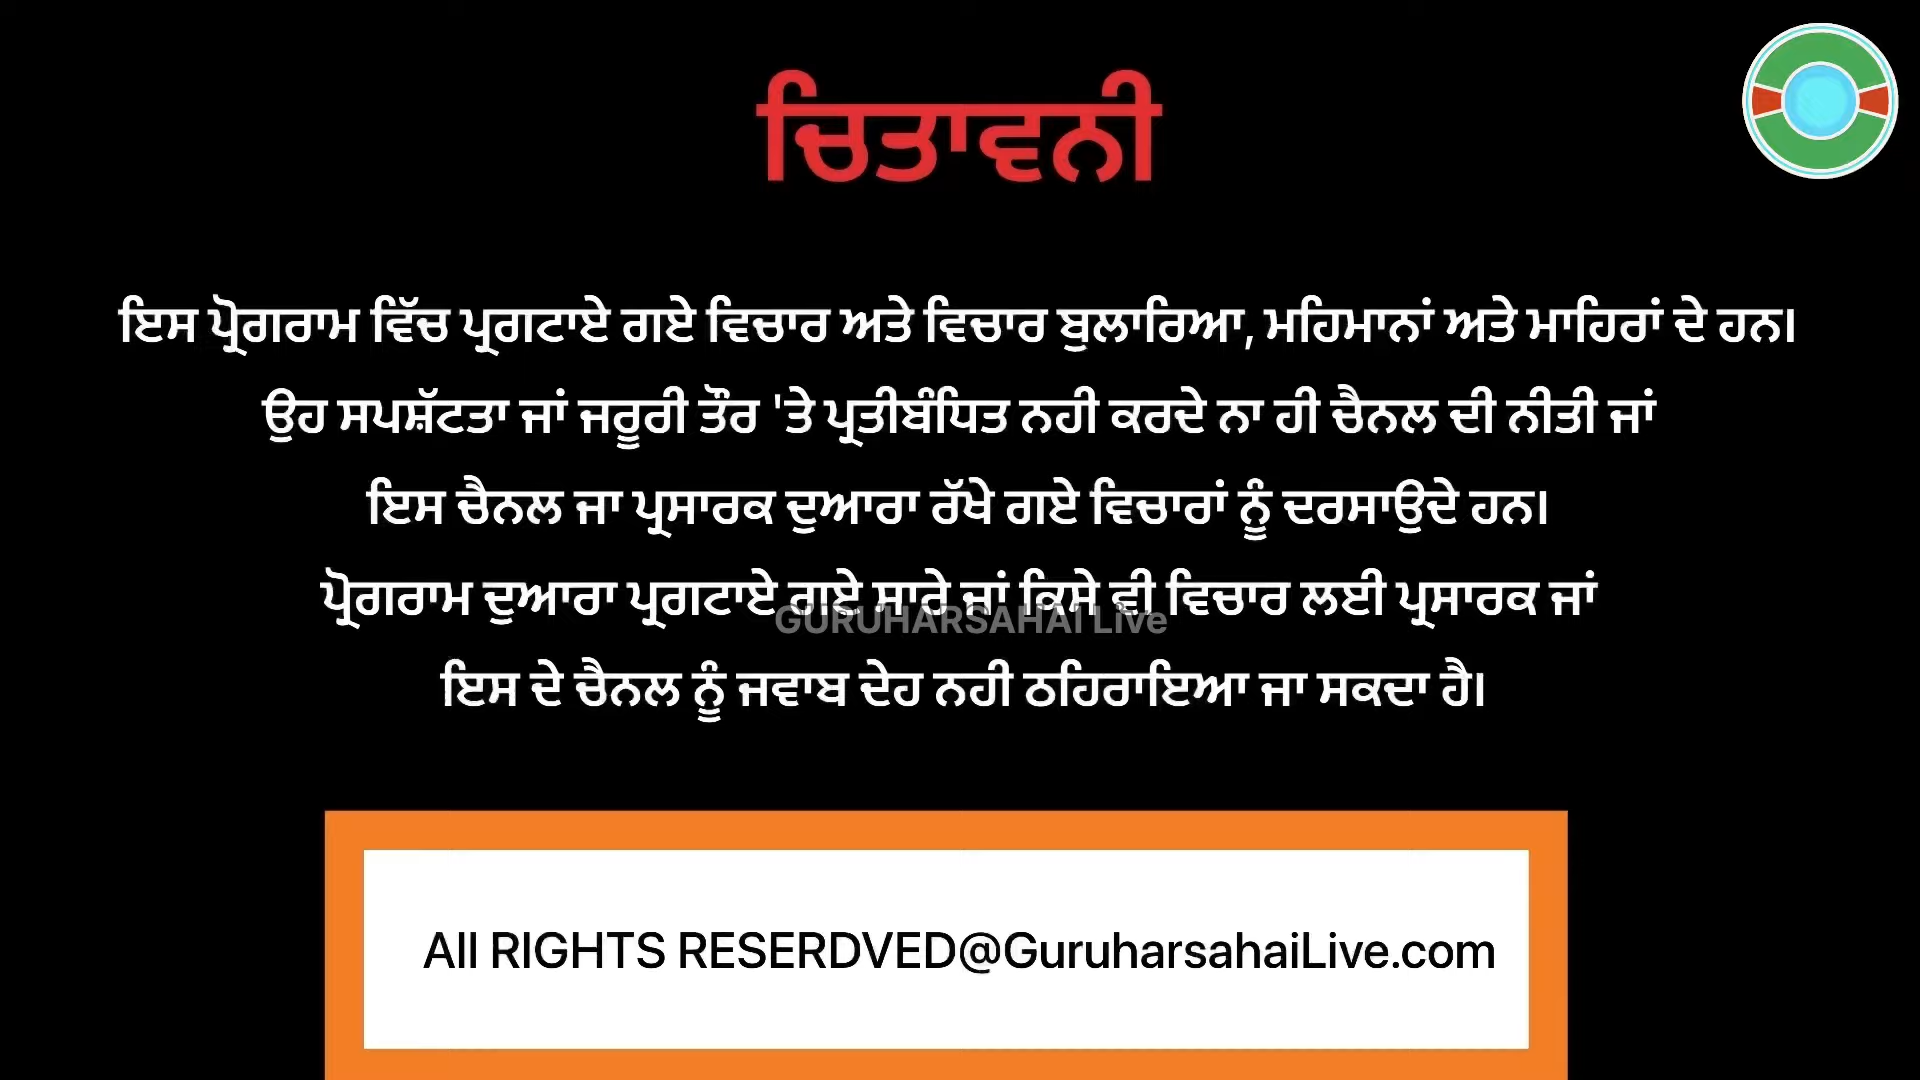 ਚਿਤਾਵਨੀ
ਇਸ ਪ੍ਰੋਗਰਾਮ ਵਿੱਚ ਪ੍ਰਗਟਾਏ ਗਏ ਵਿਚਾਰ ਅਤੇ ਵਿਚਾਰ ਬੁਲਾਰਿਆ, ਮਹਿਮਾਨਾਂ ਅਤੇ ਮਾਹਿਰਾਂ ਦੇ ਹਨ।
ਉਹ ਸਪਸ਼ੱਟਤਾ ਜਾਂ ਜਰੂਰੀ ਤੌਰ 'ਤੇ ਪ੍ਰਤੀਬੰਧਿਤ ਨਹੀ ਕਰਦੇ ਨਾ ਹੀ ਚੈਨਲ ਦੀ ਨੀਤੀ ਜਾਂ
ਇਸ ਚੈਨਲ ਜਾ ਪ੍ਰਸਾਰਕ ਦੁਆਰਾ ਰੱਖੇ ਗਏ ਵਿਚਾਰਾਂ ਨੂੰ ਦਰਸਾਉਦੇ ਹਨ।
ਪ੍ਰੋਗਰਾਮ ਦੁਆਰਾ ਪ੍ਰਗਟਾਏ ਗਏ ਸਾਰੇ ਜਾਂ ਕਿਸੇ ਵੀ ਵਿਚਾਰ ਲਈ ਪ੍ਰਸਾਰਕ ਜਾਂ
GURUHARSAHAI Live
ਇਸ ਦੇ ਚੈਨਲ ਨੂੰ ਜਵਾਬ ਦੇਹ ਨਹੀ ਠਹਿਰਾਇਆ ਜਾ ਸਕਦਾ ਹੈ।
All RIGHTS RESERDVED@GuruharsahaiLive.com